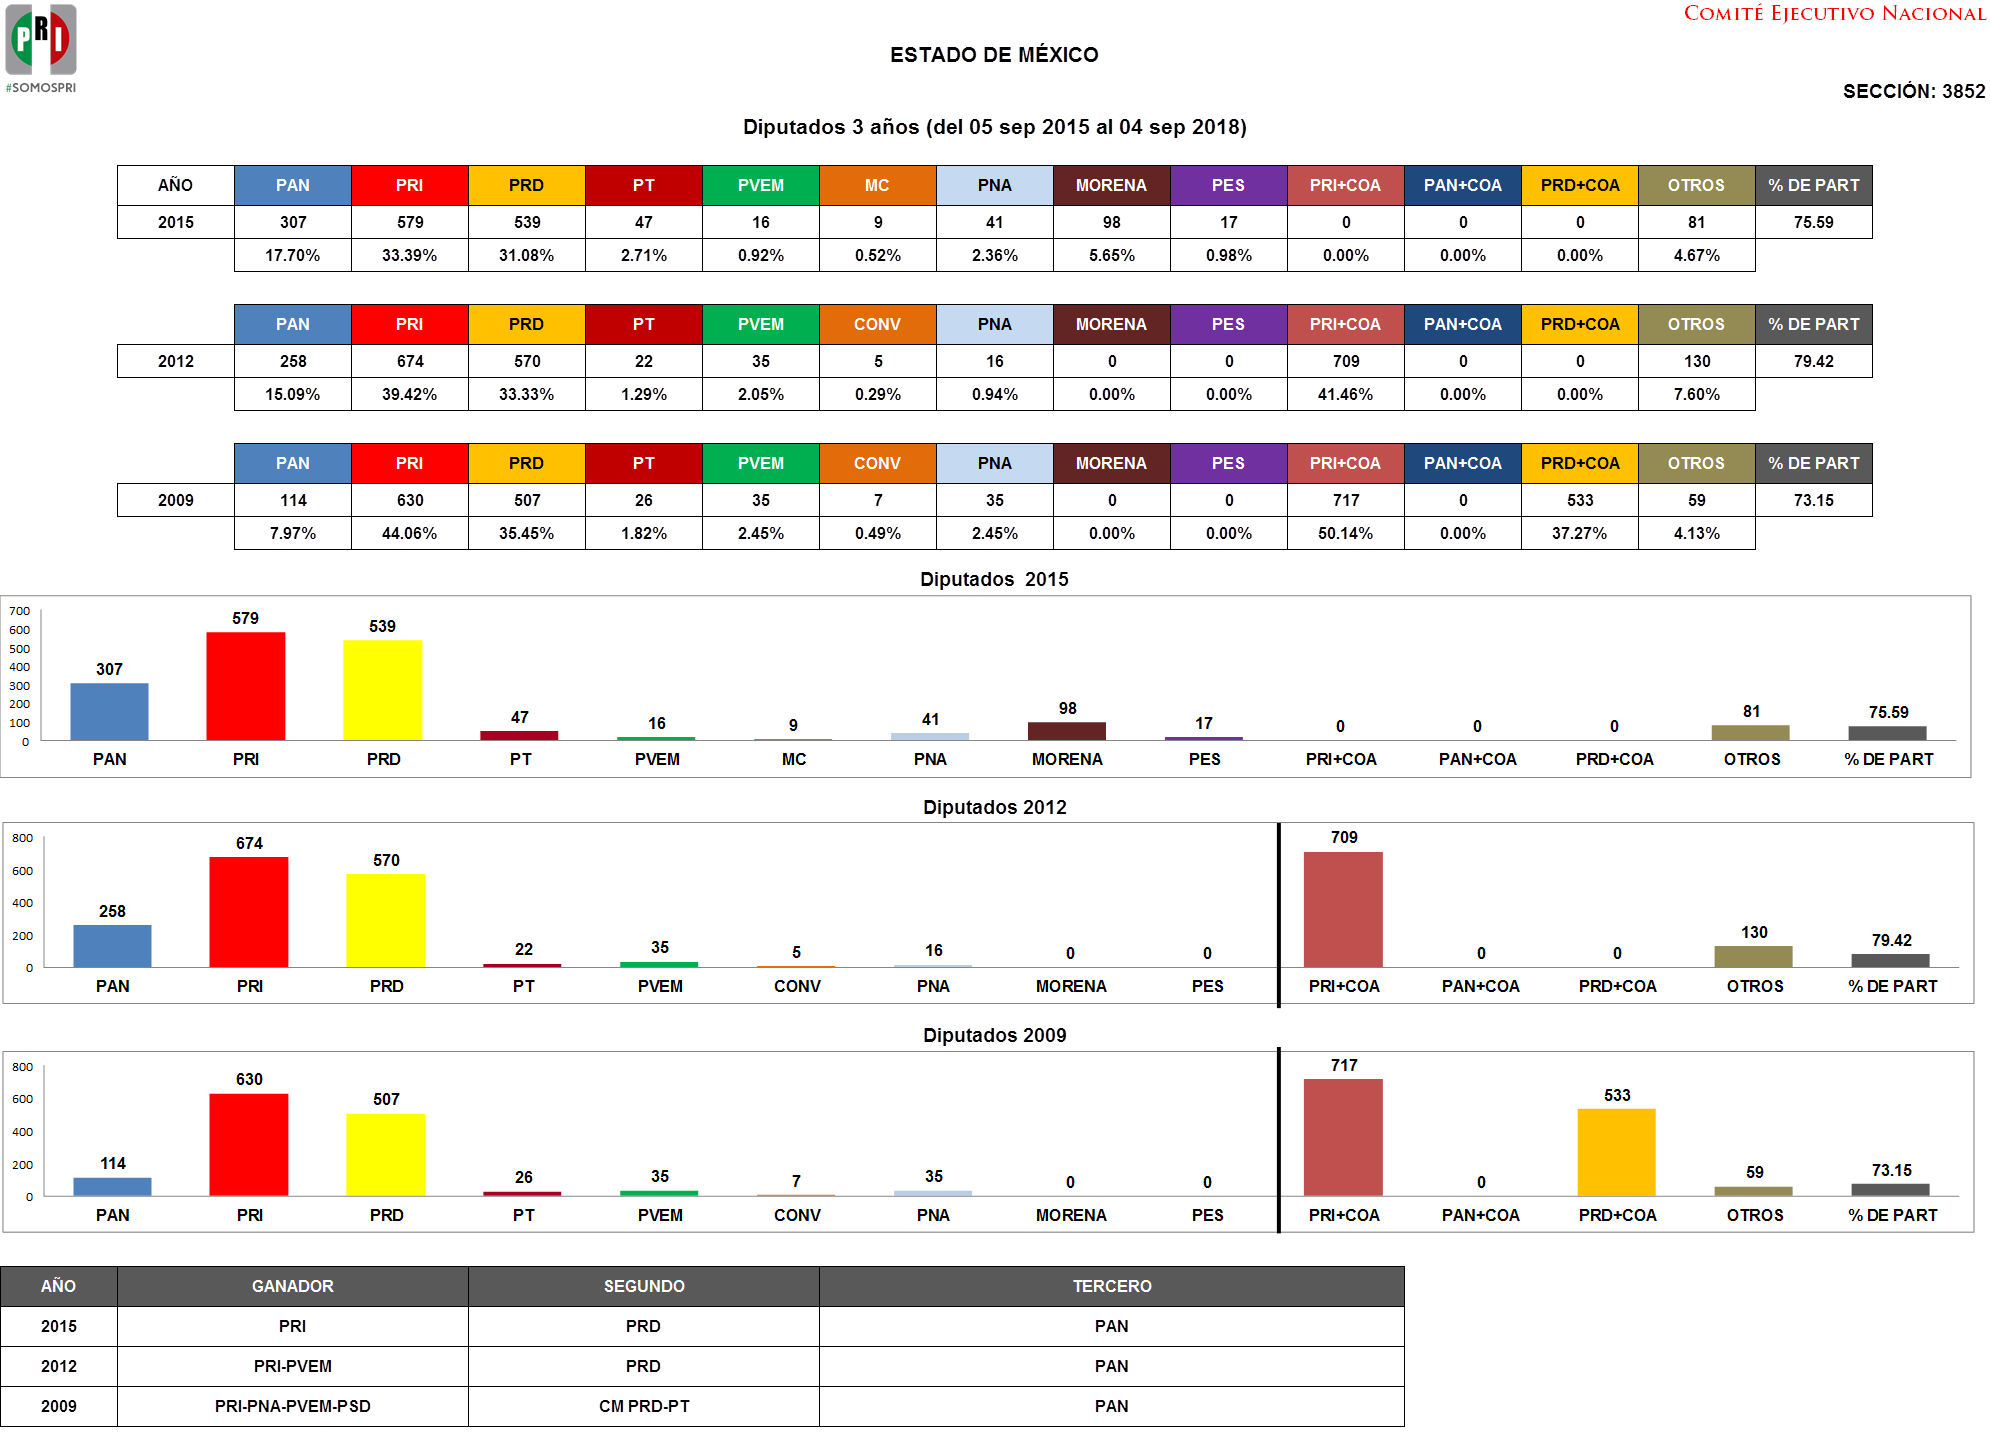 PRI
#SOMOSPRI
COMITÉ EJECUTIVO NACIONAL
ESTADO DE MÉXICO
SECCIÓN: 3852
Diputados 3 años (del 05 sep 2015 al 04 sep 2018)
AÑO PAN PRI PRD PT PVEM MC PNA MORENA PES PRI+COA PAN+COA PRD+COA OTROS % DE PART
2015 307 579 539 47 16 9 41 98 17 0 0 0 81 75.59
17.70% 33.39% 31.08% 2.71% 0.92% 0.52% 2.36% 5.65% 0.98% 0.00% 0.00% 0.00% 4.67%
PAN PRI PRD PT PVEM CONV PNA MORENA PES PRI+COA PAN+COA PRD+COA OTROS % DE PART
2012 258 674 570 22 35 5 16 0 0 709 0 0 130 79.42
15.09% 39.42% 33.33% 1.29% 2.05% 0.29% 0.94% 0.00% 0.00% 41.46% 0.00% 0.00% 7.60%
PAN PRI PRD PT PVEM CONV PNA MORENA PES PRI+COA PAN+COA PRD+COA OTROS % DE PART
2009 114 630 507 26 35 7 35 0 0 717 0 533 59 73.15
7.97% 44.06% 35.45% 1.82% 2.45% 0.49% 2.45% 0.00% 0.00% 50.14% 0.00% 37.27% 4.13%
Diputados 2015
700
600
500
400
300
200
100
0
307 579 539 47 16 9 41 98 17 0 0 0 81 75.59
PAN PRI PRD PT PVEM MC PNA MORENA PES PRI+COA PAN+COA PRD+COA OTROS % DE PART
Diputados 2012
800
600
400
200
0
258 674 570 22 35 5 16 0 0 709 0 0 130 79.42
PAN PRI PRD PT PVEM CONV PNA MORENA PES PRI+COA PAN+COA PRD+COA OTROS % DE PART
Diputados 2009
800
600
400
200
0
114 630 507 26 35 7 35 0 0 717 0 533 59 73.15
PAN PRI PRD PT PVEM CONV PNA MORENA PES PRI+COA PAN+COA PRD+COA OTROS % DE PART
AÑO GANADOR SEGUNDO TERCERO
2015 PRI PRD PAN
2012 PRI-PVEM PRD PAN
2009 PRI-PNA-PVEM-PSD CM PRD-PT PAN